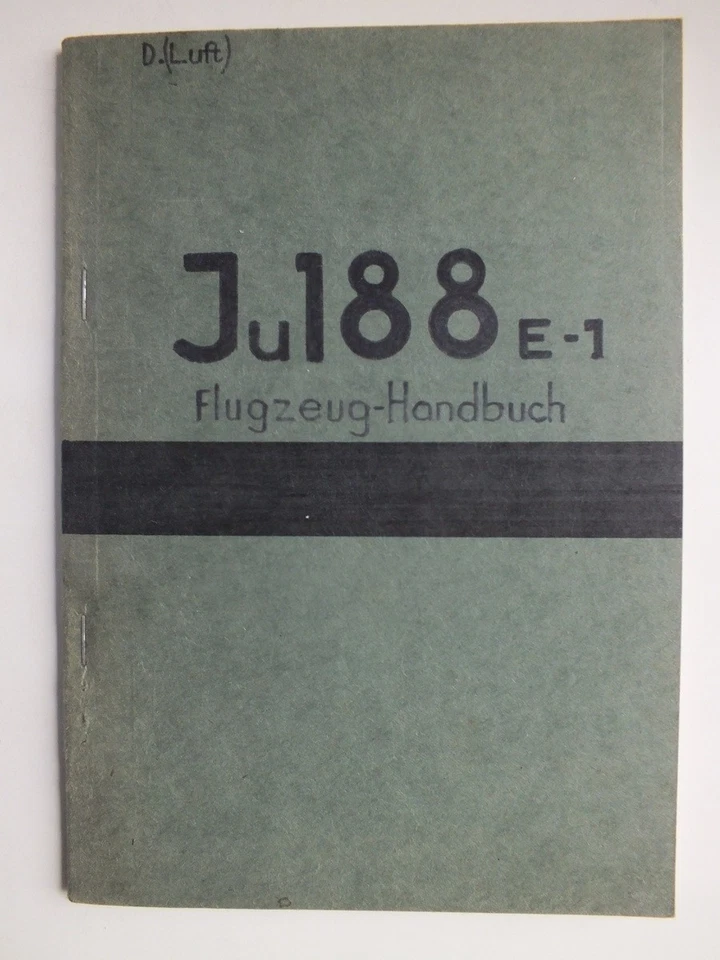 D.(Luft)
Ju188 E-1
Flugzeug-Handbuch